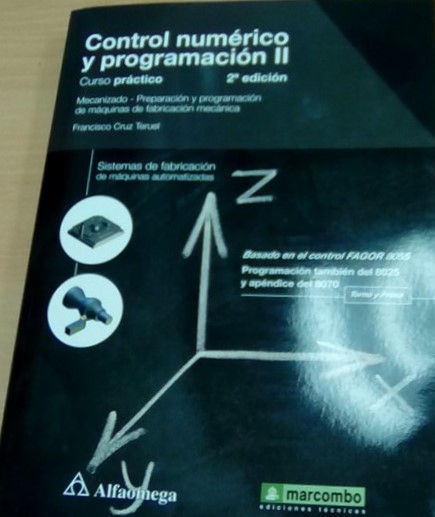 Control numérico
y programación II
Curso práctico 2ª edición
Mecanizado - Preparación y programación
de máquinas de fabricación mecánica
Francisco Cruz Teruel
Sistemas de fabricación
de máquinas automatizadas
Z
Basado en el control FAGOR 8055
Programación también del 8025
y apéndice del 8070
Torno y Fresa
X
y
Alfaomega
marcombo
ediciones técnicas